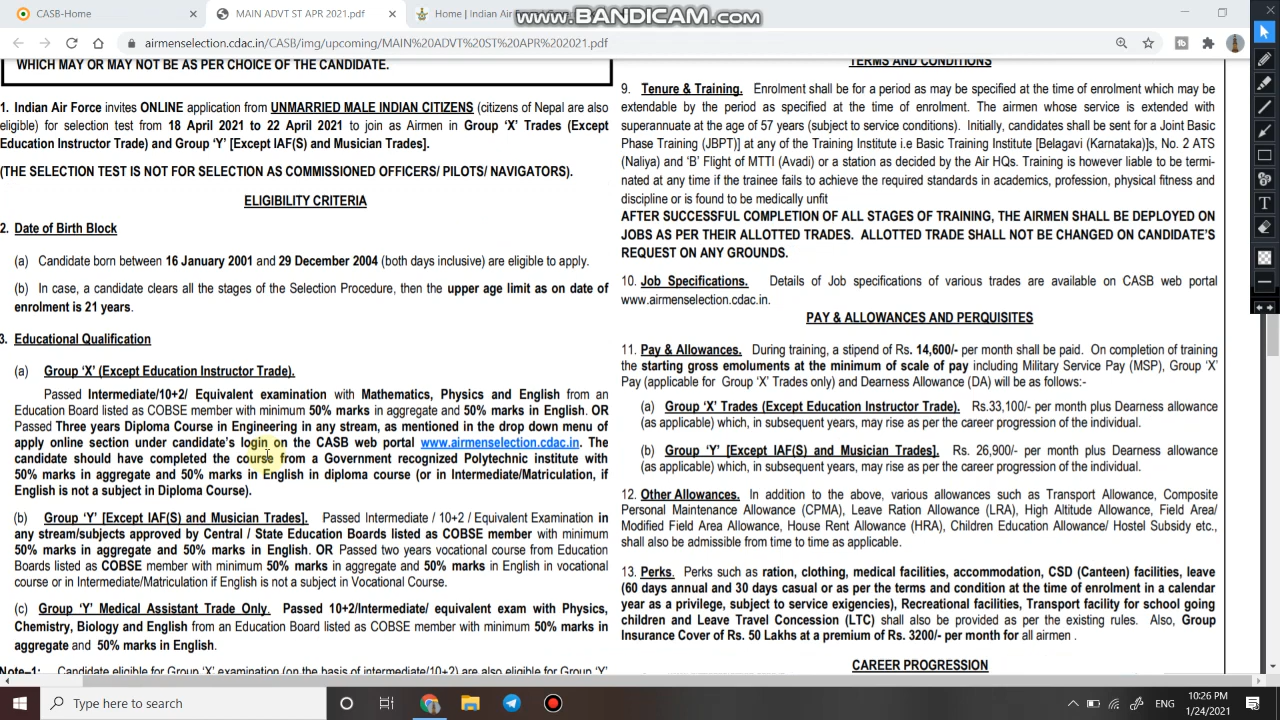 CASB-Home
MAIN ADVT ST APR 2021.pdf
Home | Indian Air
www.BANDICAM.com
airmenselection.cdac.in/CASB/img/upcoming/MAIN%20ADVT%20ST%20APR%202021.pdf
WHICH MAY OR MAY NOT BE AS PER CHOICE OF THE CANDIDATE.
1. Indian Air Force invites ONLINE application from UNMARRIED MALE INDIAN CITIZENS (citizens of Nepal are also
eligible) for selection test from 18 April 2021 to 22 April 2021 to join as Airmen in Group ‘X’ Trades (Except
Education Instructor Trade) and Group ‘Y’ [Except IAF(S) and Musician Trades].
(THE SELECTION TEST IS NOT FOR SELECTION AS COMMISSIONED OFFICERS/ PILOTS/ NAVIGATORS).
ELIGIBILITY CRITERIA
2. Date of Birth Block
(a) Candidate born between 16 January 2001 and 29 December 2004 (both days inclusive) are eligible to apply.
(b) In case, a candidate clears all the stages of the Selection Procedure, then the upper age limit as on date of
enrolment is 21 years.
3. Educational Qualification
(a) Group ‘X’ (Except Education Instructor Trade).
Passed Intermediate/10+2/ Equivalent examination with Mathematics, Physics and English from an
Education Board listed as COBSE member with minimum 50% marks in aggregate and 50% marks in English. OR
Passed Three years Diploma Course in Engineering in any stream, as mentioned in the drop down menu of
apply online section under candidate’s login on the CASB web portal www.airmenselection.cdac.in. The
candidate should have completed the course from a Government recognized Polytechnic institute with
50% marks in aggregate and 50% marks in English in diploma course (or in Intermediate/Matriculation, if
English is not a subject in Diploma Course).
(b) Group ‘Y’ [Except IAF(S) and Musician Trades]. Passed Intermediate / 10+2 / Equivalent Examination in
any stream/subjects approved by Central / State Education Boards listed as COBSE member with minimum
50% marks in aggregate and 50% marks in English. OR Passed two years vocational course from Education
Boards listed as COBSE member with minimum 50% marks in aggregate and 50% marks in English in vocational
course or in Intermediate/Matriculation if English is not a subject in Vocational Course.
(c) Group ‘Y’ Medical Assistant Trade Only. Passed 10+2/Intermediate/ equivalent exam with Physics,
Chemistry, Biology and English from an Education Board listed as COBSE member with minimum 50% marks in
aggregate and 50% marks in English.
Note–1: Candidate eligible for Group ‘X’ examination (on the basis of intermediate/10+2) are also eligible for Group ‘Y’
TERMS AND CONDITIONS
9. Tenure & Training. Enrolment shall be for a period as may be specified at the time of enrolment which may be
extendable by the period as specified at the time of enrolment. The airmen whose service is extended with
superannuate at the age of 57 years (subject to service conditions). Initially, candidates shall be sent for a Joint Basic
Phase Training (JBPT)] at any of the Training Institute i.e Basic Training Institute [Belagavi (Karnataka)]s, No. 2 ATS
(Naliya) and ‘B’ Flight of MTTI (Avadi) or a station as decided by the Air HQs. Training is however liable to be termi-
nated at any time if the trainee fails to achieve the required standards in academics, profession, physical fitness and
discipline or is found to be medically unfit
AFTER SUCCESSFUL COMPLETION OF ALL STAGES OF TRAINING, THE AIRMEN SHALL BE DEPLOYED ON
JOBS AS PER THEIR ALLOTTED TRADES. ALLOTTED TRADE SHALL NOT BE CHANGED ON CANDIDATE’S
REQUEST ON ANY GROUNDS.
10. Job Specifications. Details of Job specifications of various trades are available on CASB web portal
www.airmenselection.cdac.in.
PAY & ALLOWANCES AND PERQUISITES
11. Pay & Allowances. During training, a stipend of Rs. 14,600/- per month shall be paid. On completion of training
the starting gross emoluments at the minimum of scale of pay including Military Service Pay (MSP), Group ‘X’
Pay (applicable for Group ‘X’ Trades only) and Dearness Allowance (DA) will be as follows:-
(a) Group ‘X’ Trades (Except Education Instructor Trade). Rs.33,100/- per month plus Dearness allowance
(as applicable) which, in subsequent years, may rise as per the career progression of the individual.
(b) Group ‘Y’ [Except IAF(S) and Musician Trades]. Rs. 26,900/- per month plus Dearness allowance
(as applicable) which, in subsequent years, may rise as per the career progression of the individual.
12. Other Allowances. In addition to the above, various allowances such as Transport Allowance, Composite
Personal Maintenance Allowance (CPMA), Leave Ration Allowance (LRA), High Altitude Allowance, Field Area/
Modified Field Area Allowance, House Rent Allowance (HRA), Children Education Allowance/ Hostel Subsidy etc.,
shall also be admissible from time to time as applicable.
13. Perks. Perks such as ration, clothing, medical facilities, accommodation, CSD (Canteen) facilities, leave
(60 days annual and 30 days casual or as per the terms and condition at the time of enrolment in a calendar
year as a privilege, subject to service exigencies), Recreational facilities, Transport facility for school going
children and Leave Travel Concession (LTC) shall also be provided as per the existing rules. Also, Group
Insurance Cover of Rs. 50 Lakhs at a premium of Rs. 3200/- per month for all airmen .
CAREER PROGRESSION
Type here to search
ENG
10:26 PM
1/24/2021